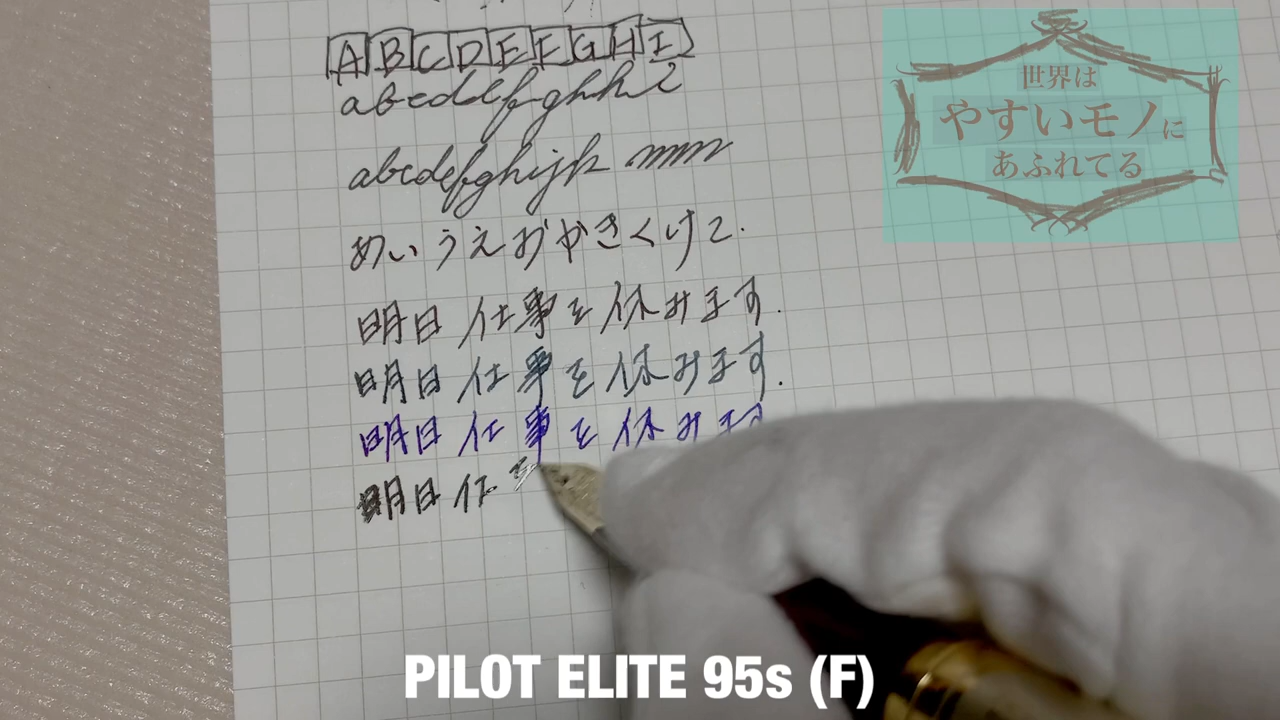 ABCDEFGHI
abcdefghhi
abcdefghijk mmm
あいうえおかきくけこ.
明日仕事を休みます.
明日仕事を休みます.
明日仕事を休みます
明日仕
世界は
やすいモノに
あふれてる
PILOT ELITE 95s (F)